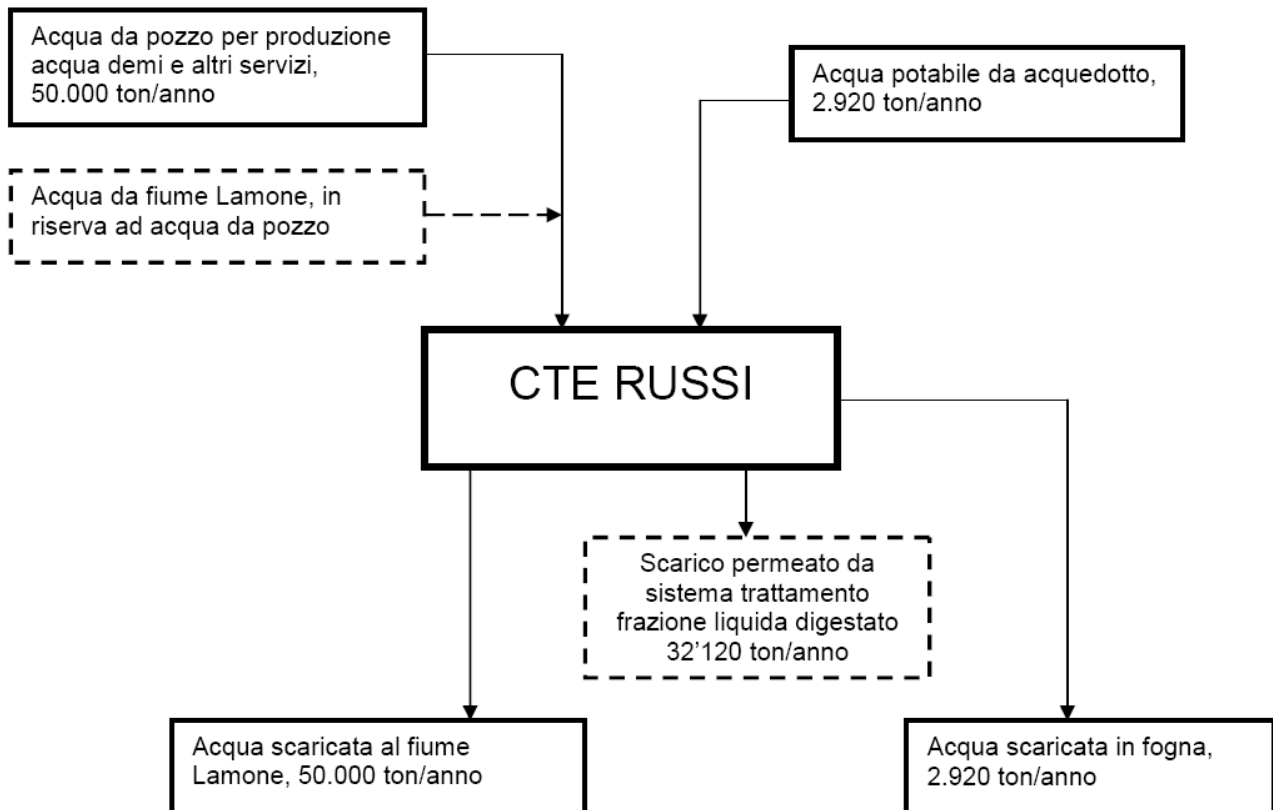 Acqua da pozzo per produzione
acqua demi e altri servizi,
50.000 ton/anno
Acqua potabile da acquedotto,
2.920 ton/anno
Acqua da fiume Lamone, in
riserva ad acqua da pozzo
CTE RUSSI
Scarico permeato da
sistema trattamento
frazione liquida digestato
32'120 ton/anno
Acqua scaricata al fiume
Lamone, 50.000 ton/anno
Acqua scaricata in fogna,
2.920 ton/anno